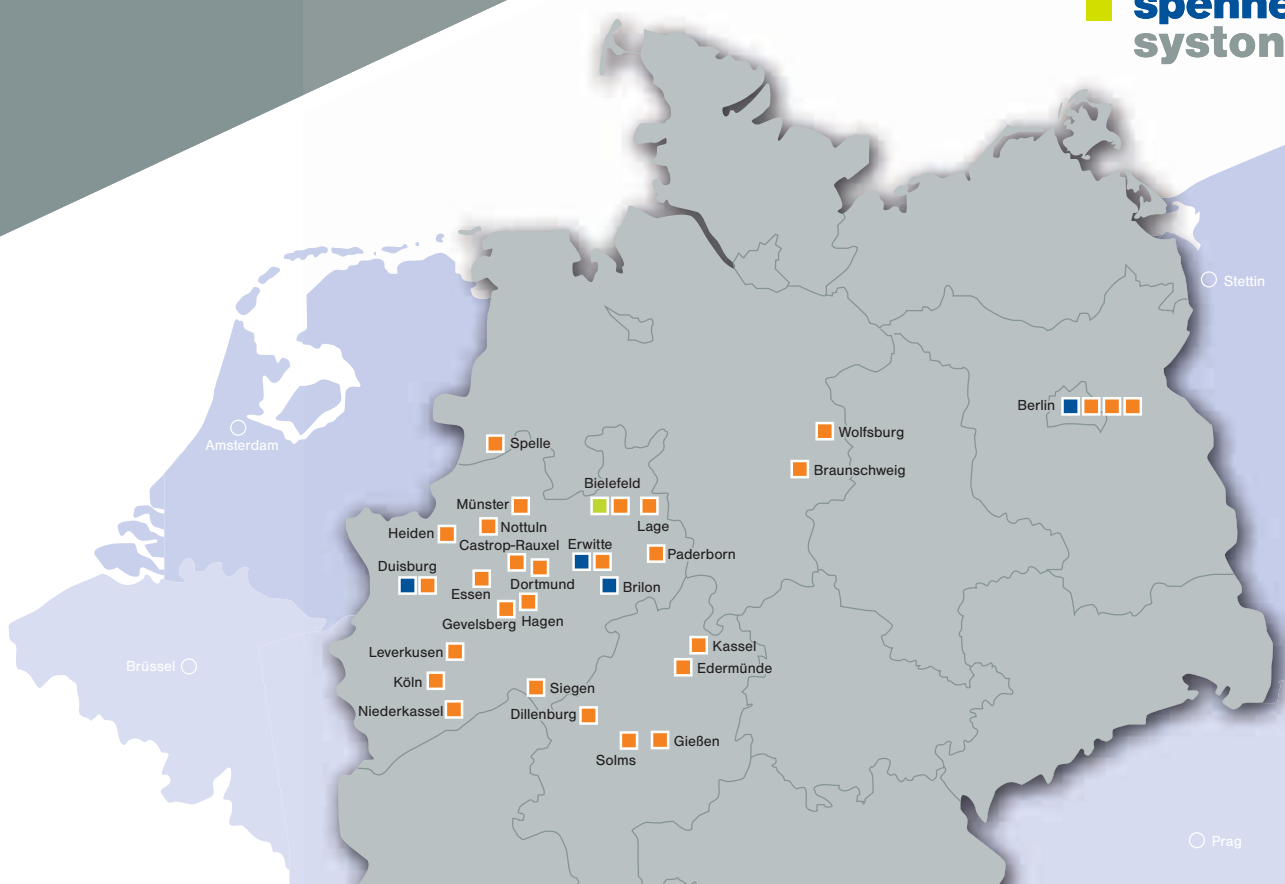 spenne
syston
Stettin
Berlin
Amsterdam
Spelle
Wolfsburg
Braunschweig
Bielefeld
Münster
Lage
Nottuln
Heiden
Castrop-Rauxel
Erwitte
Paderborn
Duisburg
Essen
Dortmund
Brilon
Gevelsberg
Hagen
Leverkusen
Kassel
Brüssel
Edermünde
Köln
Siegen
Niederkassel
Dillenburg
Gießen
Solms
Prag